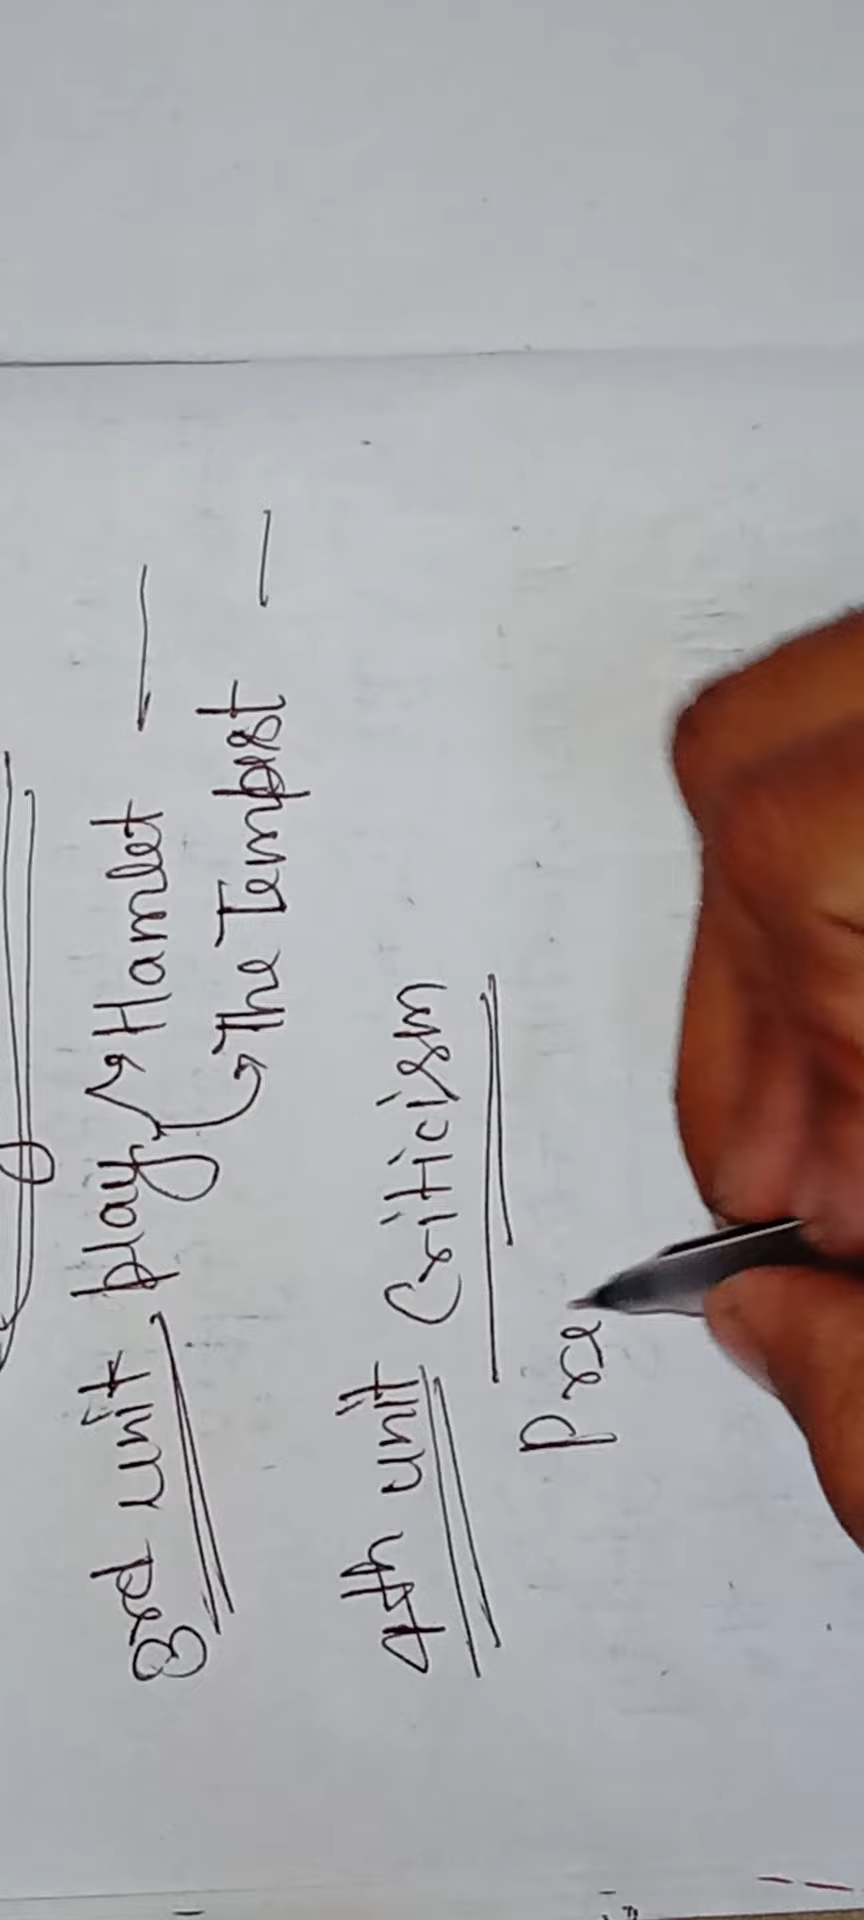 3rd unit play → Hamlet —
→ The Tempest —
4th unit Criticism
Pre